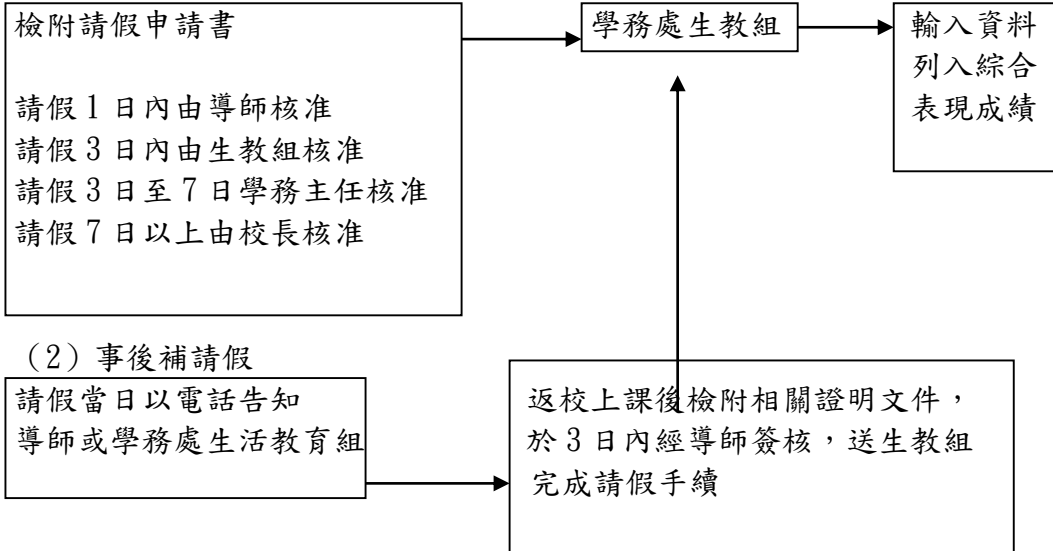 檢附請假申請書
請假1日內由導師核准
請假3日內由生教組核准
請假3日至7日學務主任核准
請假7日以上由校長核准
學務處生教組
輸入資料
列入綜合
表現成績
（2）事後補請假
請假當日以電話告知
導師或學務處生活教育組
返校上課後檢附相關證明文件，
於3日內經導師簽核，送生教組
完成請假手續